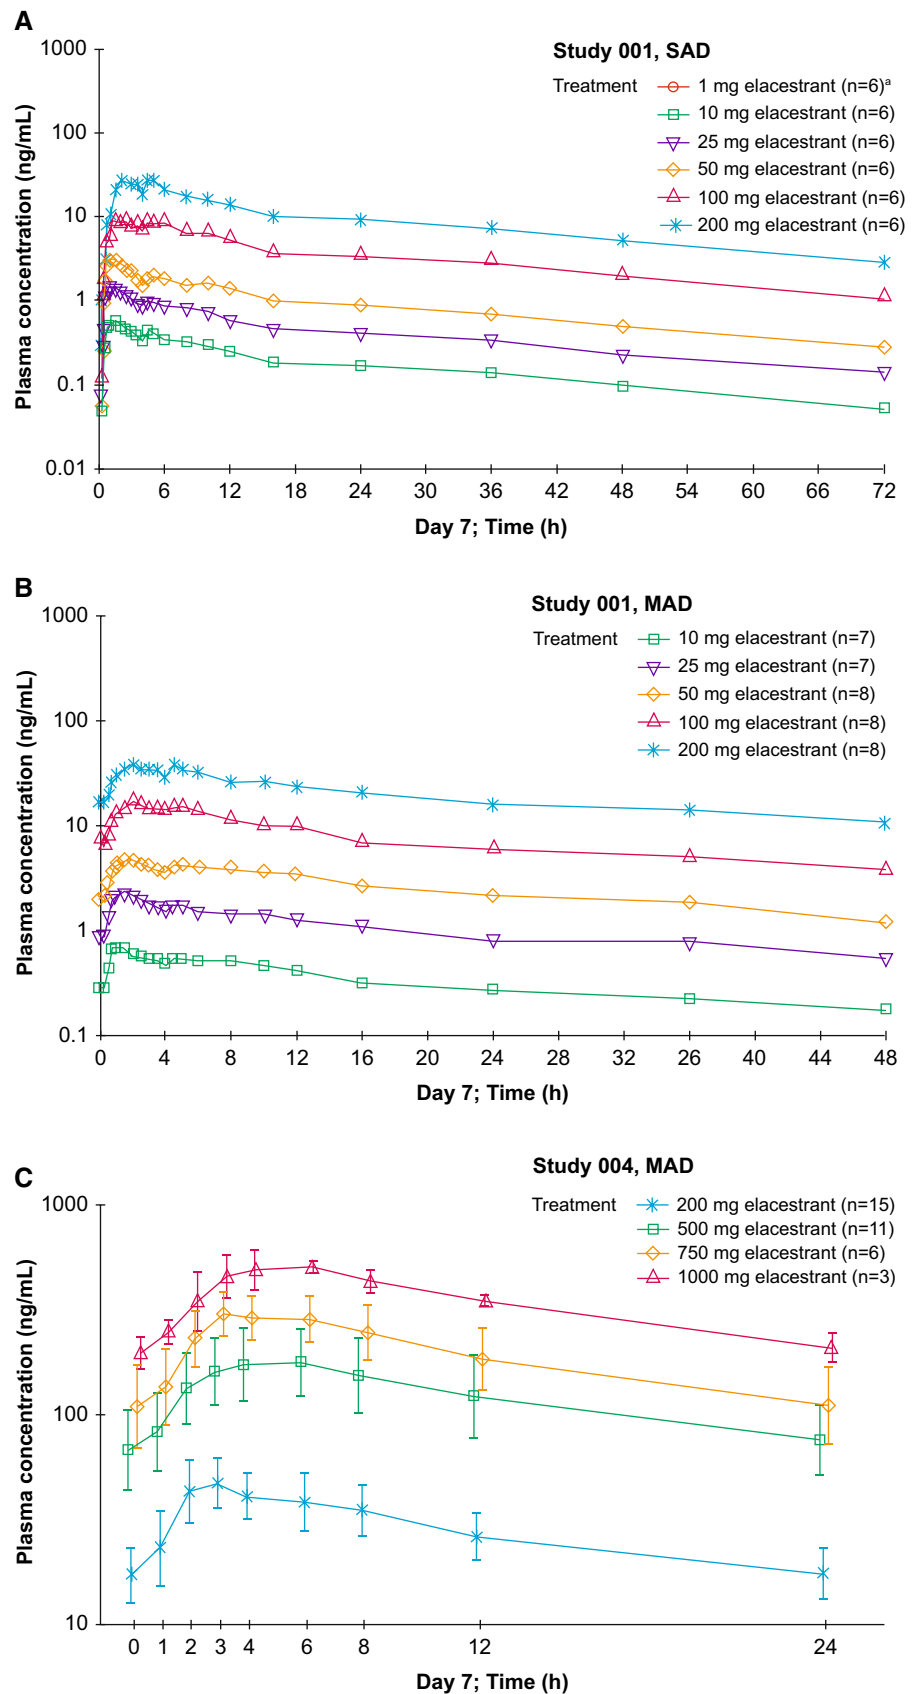 A
Study 001, SAD
Treatment
1 mg elacestrant (n=6)ᵃ
10 mg elacestrant (n=6)
25 mg elacestrant (n=6)
50 mg elacestrant (n=6)
100 mg elacestrant (n=6)
200 mg elacestrant (n=6)
Plasma concentration (ng/mL)
1000
100
10
1
0.1
0.01
0 6 12 18 24 30 36 42 48 54 60 66 72
Day 7; Time (h)
B
Study 001, MAD
Treatment
10 mg elacestrant (n=7)
25 mg elacestrant (n=7)
50 mg elacestrant (n=8)
100 mg elacestrant (n=8)
200 mg elacestrant (n=8)
Plasma concentration (ng/mL)
1000
100
10
1
0.1
0 4 8 12 16 20 24 28 32 26 40 44 48
Day 7; Time (h)
C
Study 004, MAD
Treatment
200 mg elacestrant (n=15)
500 mg elacestrant (n=11)
750 mg elacestrant (n=6)
1000 mg elacestrant (n=3)
Plasma concentration (ng/mL)
1000
100
10
0 1 2 3 4 6 8 12 24
Day 7; Time (h)